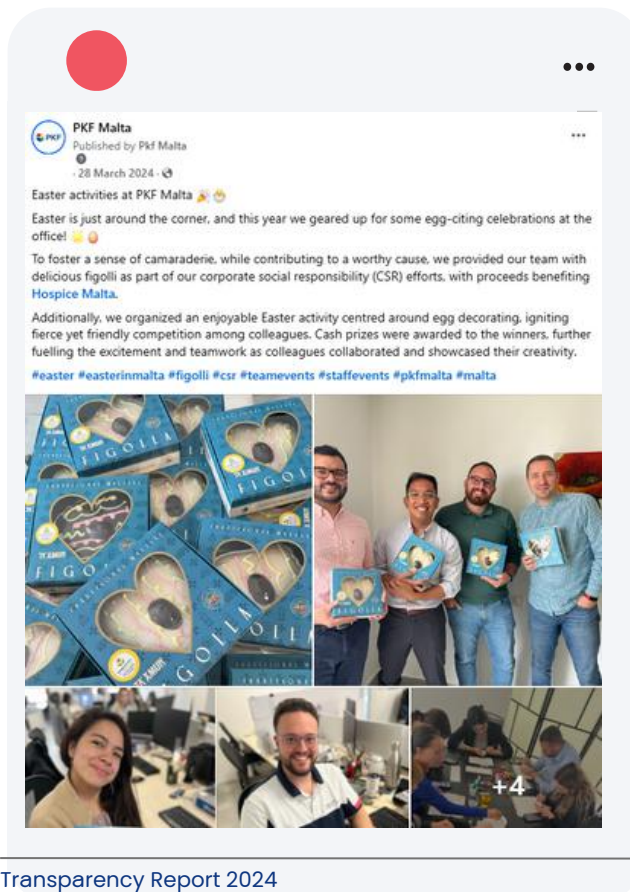 PKF Malta
Published by Pkf Malta
· 28 March 2024 ·
Easter activities at PKF Malta 🎉🐣
Easter is just around the corner, and this year we geared up for some egg-citing celebrations at the
office! 🌟🥚
To foster a sense of camaraderie, while contributing to a worthy cause, we provided our team with
delicious figolli as part of our corporate social responsibility (CSR) efforts, with proceeds benefiting
Hospice Malta.
Additionally, we organized an enjoyable Easter activity centred around egg decorating, igniting
fierce yet friendly competition among colleagues. Cash prizes were awarded to the winners, further
fuelling the excitement and teamwork as colleagues collaborated and showcased their creativity.
#easter #easterinmalta #figolli #csr #teamevents #staffevents #pkfmalta #malta
PKF
FIGOLLA
FIGOLLA
+4
Transparency Report 2024